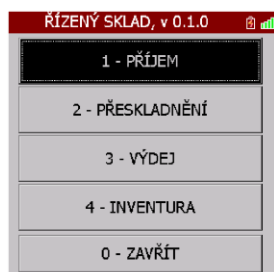 ŘÍZENÝ SKLAD, v 0.1.0
1 - PŘÍJEM
2 - PŘESKLADNĚNÍ
3 - VÝDEJ
4 - INVENTURA
0 - ZAVŘÍT